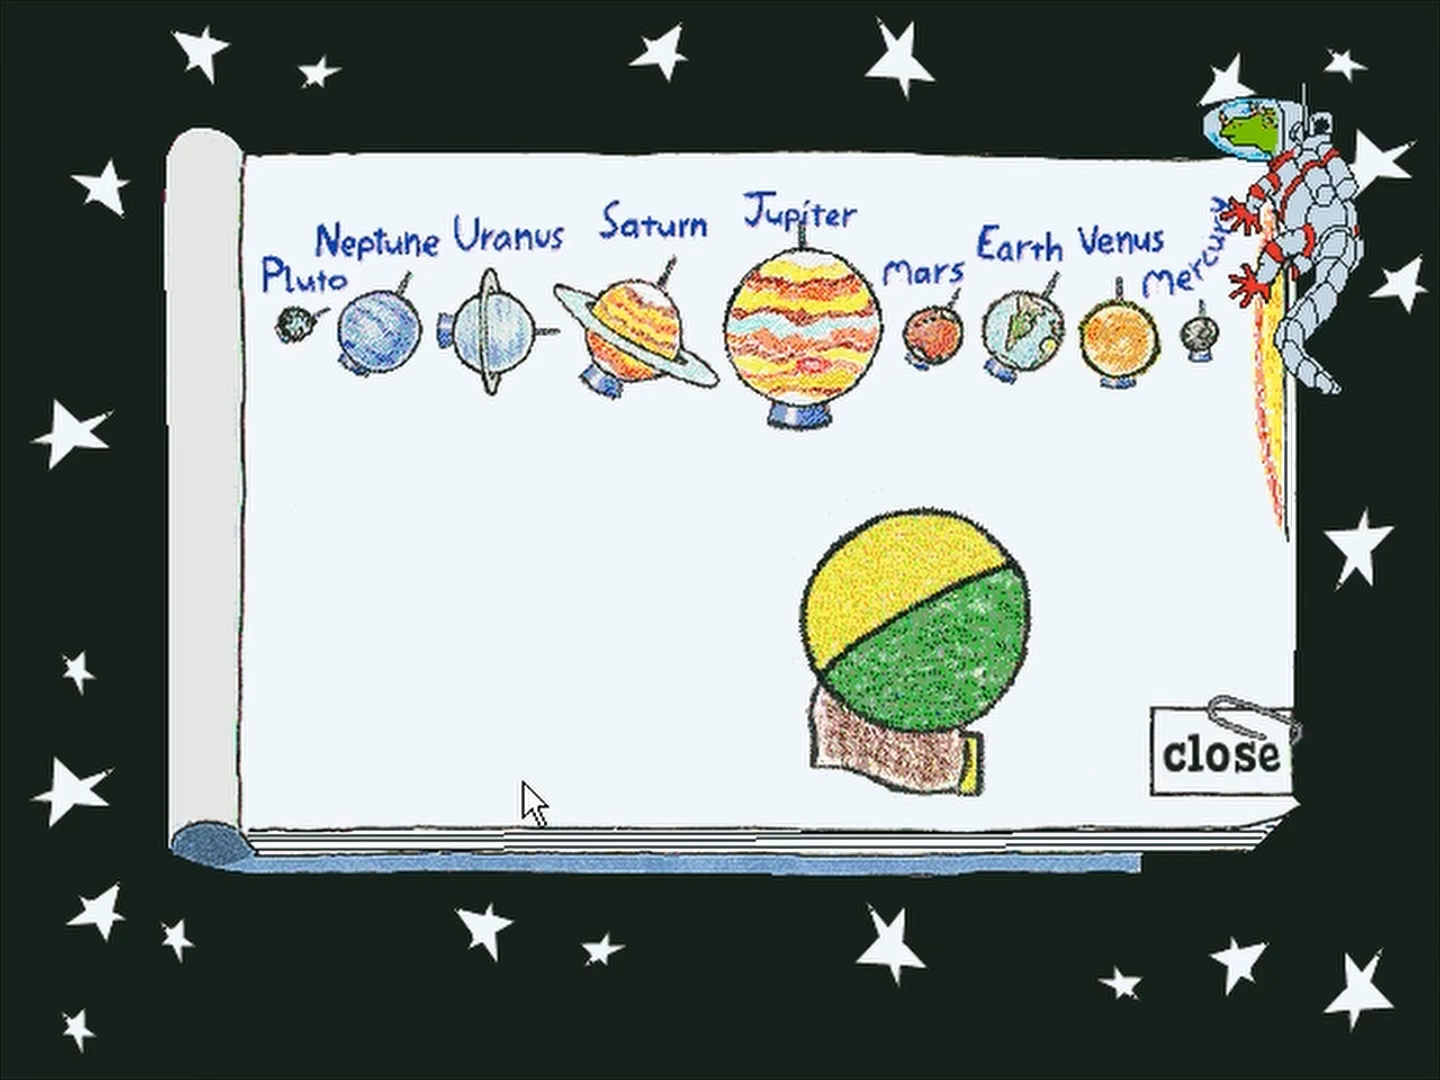 Pluto
Neptune
Uranus
Saturn
Jupiter
Mars
Earth
Venus
Mercury
close